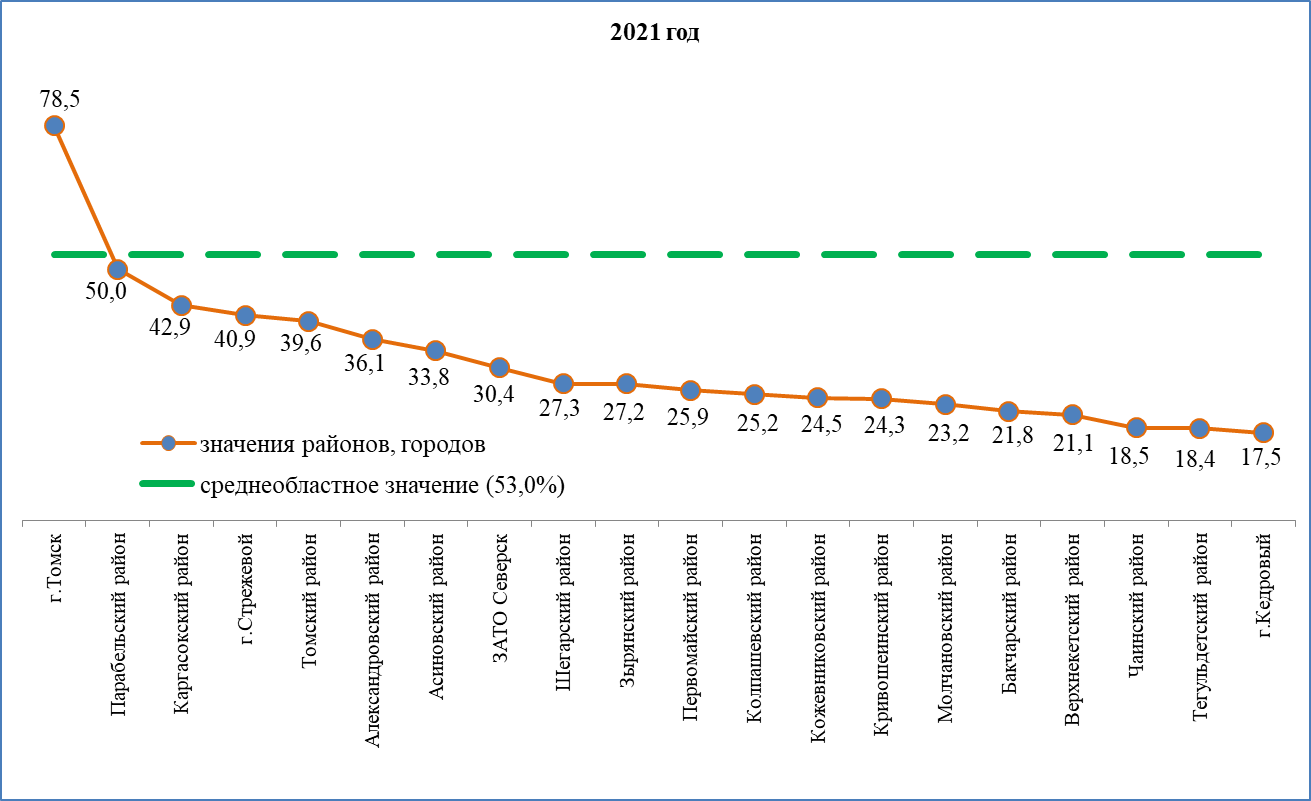 2021 год
78,5
50,0
42,9
40,9
39,6
36,1
33,8
30,4
27,3
27,2
25,9
25,2
24,5
24,3
23,2
21,8
21,1
18,5
18,4
17,5
значения районов, городов
среднеобластное значение (53,0%)
г.Томск
Парабельский район
Каргасокский район
г.Стрежевой
Томский район
Александровский район
Асиновский район
ЗАТО Северск
Шегарский район
Зырянский район
Первомайский район
Колпашевский район
Кожевниковский район
Кривошеинский район
Молчановский район
Бакчарский район
Верхнекетский район
Чаинский район
Тегульдетский район
г.Кедровый